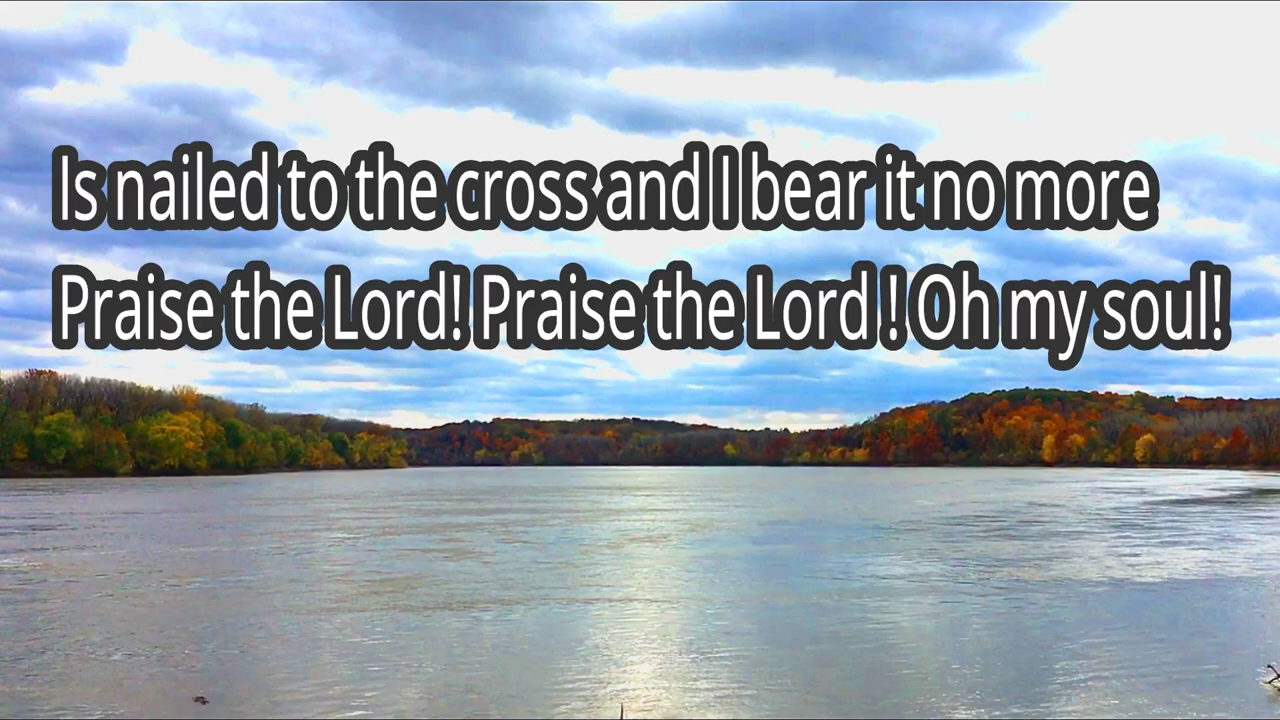 Is nailed to the cross and I bear it no more
Praise the Lord! Praise the Lord ! Oh my soul!